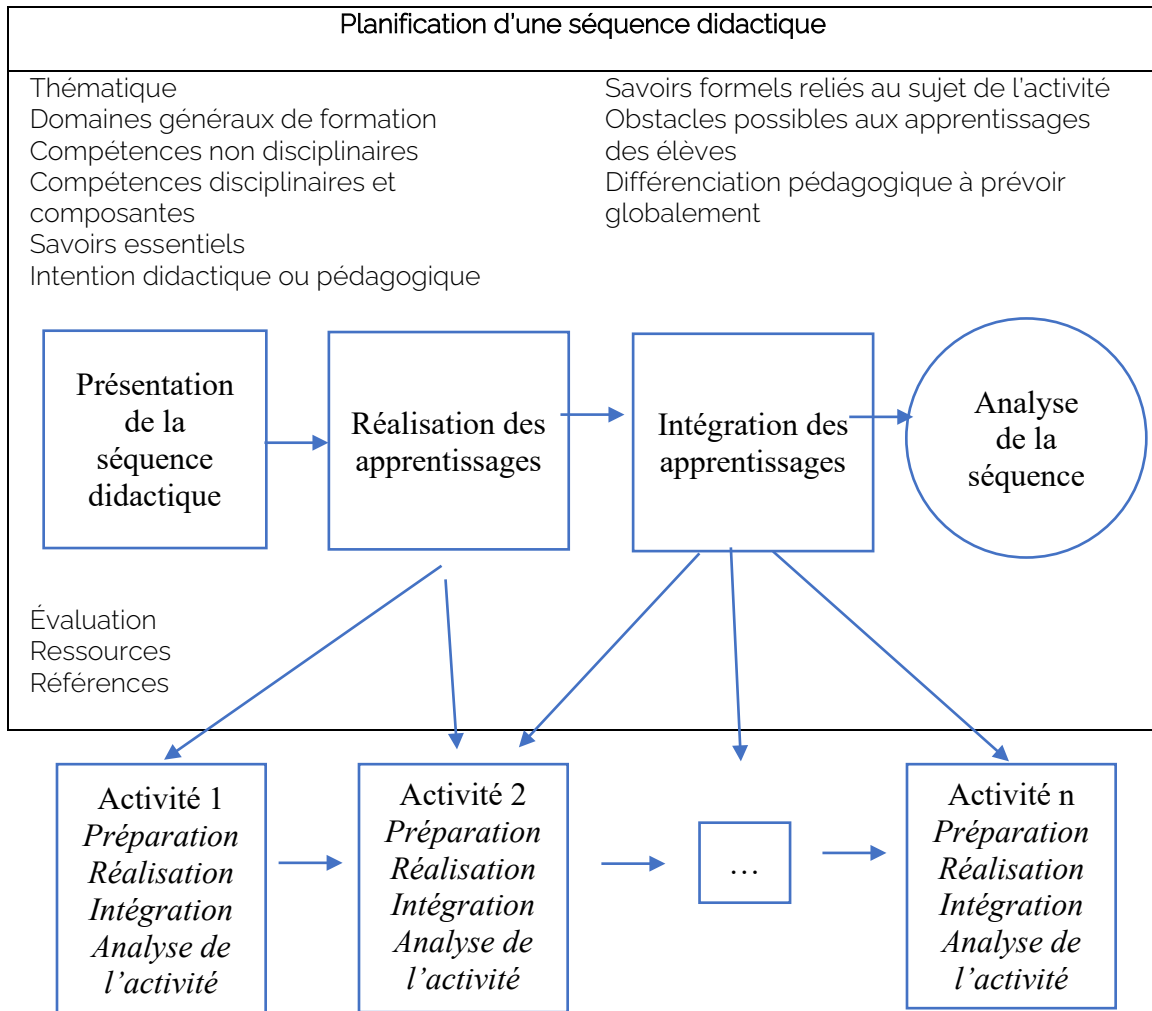 Planification d’une séquence didactique
Thématique
Domaines généraux de formation
Compétences non disciplinaires
Compétences disciplinaires et
composantes
Savoirs essentiels
Intention didactique ou pédagogique
Savoirs formels reliés au sujet de l’activité
Obstacles possibles aux apprentissages
des élèves
Différenciation pédagogique à prévoir
globalement
Présentation
de la
séquence
didactique
Réalisation des
apprentissages
Intégration des
apprentissages
Analyse
de la
séquence
Évaluation
Ressources
Références
Activité 1
Préparation
Réalisation
Intégration
Analyse de
l’activité
Activité 2
Préparation
Réalisation
Intégration
Analyse de
l’activité
…
Activité n
Préparation
Réalisation
Intégration
Analyse de
l’activité